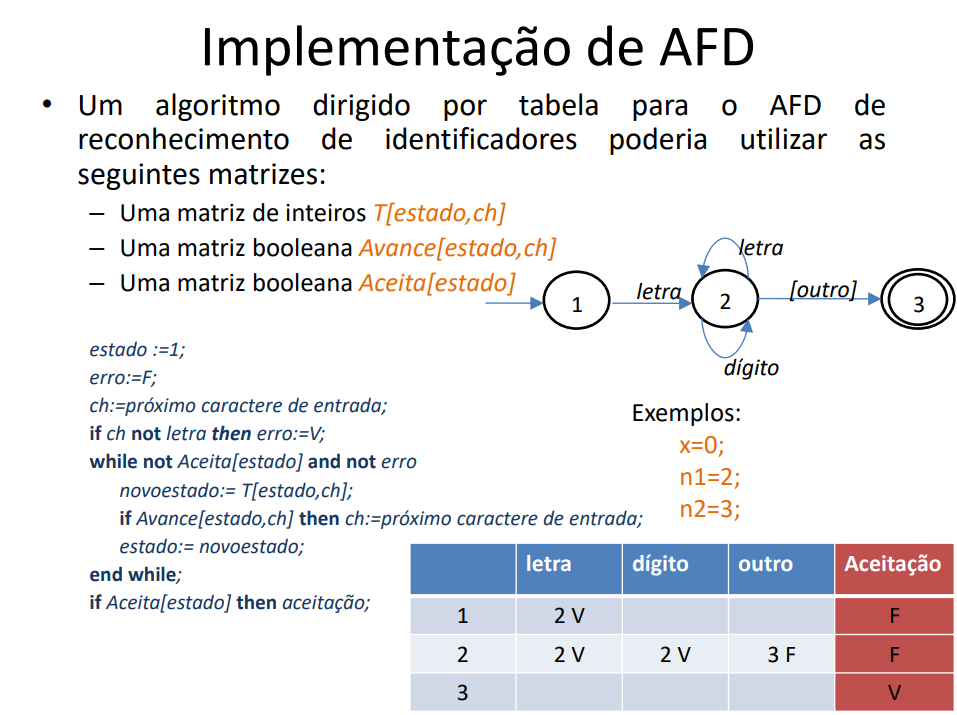 Implementação de AFD
• Um algoritmo dirigido por tabela para o AFD de
reconhecimento de identificadores poderia utilizar as
seguintes matrizes:
– Uma matriz de inteiros T[estado,ch]
– Uma matriz booleana Avance[estado,ch]
– Uma matriz booleana Aceita[estado]
letra
1 letra 2 [outro] 3
dígito
estado :=1;
erro:=F;
ch:=próximo caractere de entrada;
if ch not letra then erro:=V;
while not Aceita[estado] and not erro
novoestado:= T[estado,ch];
if Avance[estado,ch] then ch:=próximo caractere de entrada;
estado:= novoestado;
end while;
if Aceita[estado] then aceitação;
Exemplos:
x=0;
n1=2;
n2=3;
letra dígito outro Aceitação
1 2 V F
2 2 V 2 V 3 F F
3 V